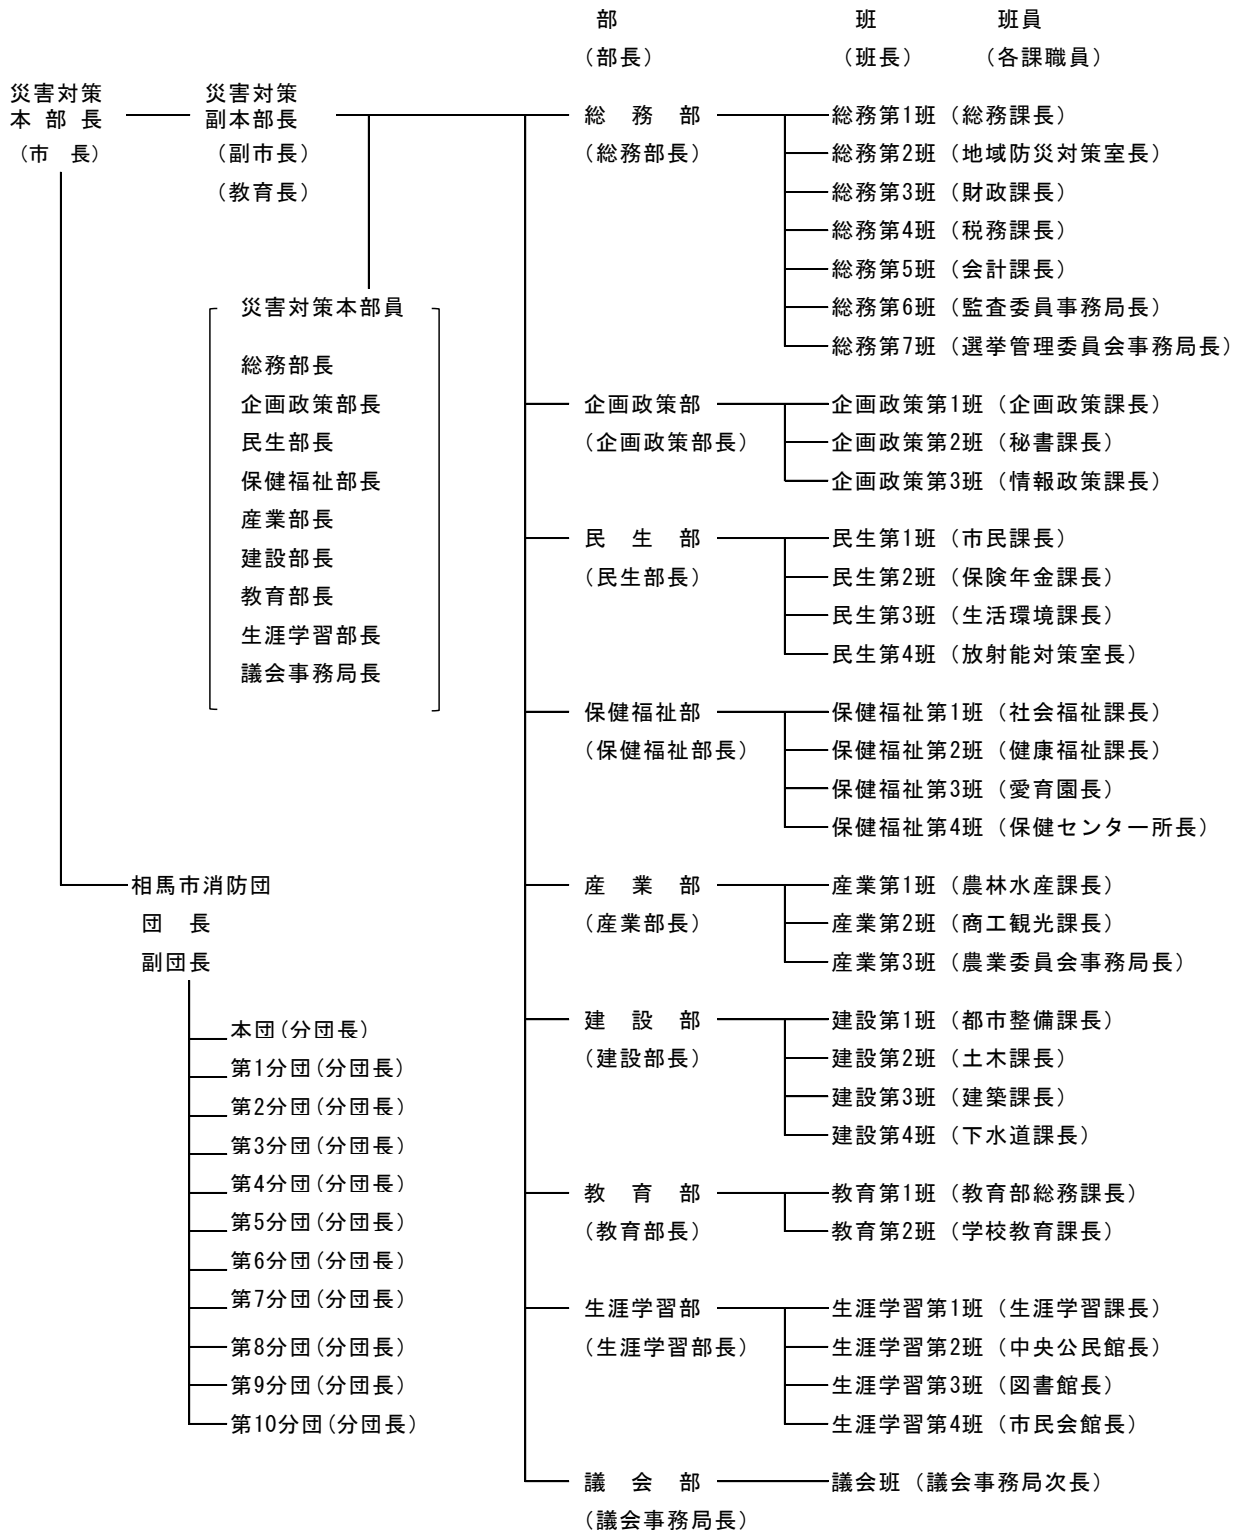 部　班　班員
（部長）　（班長）　（各課職員）
災害対策
本部長
（市　長）
災害対策
副本部長
（副市長）
（教育長）
災害対策本部員
総務部長
企画政策部長
民生部長
保健福祉部長
産業部長
建設部長
教育部長
生涯学習部長
議会事務局長
相馬市消防団
団　長
副団長
本団(分団長)
第1分団(分団長)
第2分団(分団長)
第3分団(分団長)
第4分団(分団長)
第5分団(分団長)
第6分団(分団長)
第7分団(分団長)
第8分団(分団長)
第9分団(分団長)
第10分団(分団長)
総　務　部
（総務部長）
総務第1班（総務課長）
総務第2班（地域防災対策室長）
総務第3班（財政課長）
総務第4班（税務課長）
総務第5班（会計課長）
総務第6班（監査委員事務局長）
総務第7班（選挙管理委員会事務局長）
企画政策部
（企画政策部長）
企画政策第1班（企画政策課長）
企画政策第2班（秘書課長）
企画政策第3班（情報政策課長）
民　生　部
（民生部長）
民生第1班（市民課長）
民生第2班（保険年金課長）
民生第3班（生活環境課長）
民生第4班（放射能対策室長）
保健福祉部
（保健福祉部長）
保健福祉第1班（社会福祉課長）
保健福祉第2班（健康福祉課長）
保健福祉第3班（愛育園長）
保健福祉第4班（保健センター所長）
産　業　部
（産業部長）
産業第1班（農林水産課長）
産業第2班（商工観光課長）
産業第3班（農業委員会事務局長）
建　設　部
（建設部長）
建設第1班（都市整備課長）
建設第2班（土木課長）
建設第3班（建築課長）
建設第4班（下水道課長）
教　育　部
（教育部長）
教育第1班（教育部総務課長）
教育第2班（学校教育課長）
生涯学習部
（生涯学習部長）
生涯学習第1班（生涯学習課長）
生涯学習第2班（中央公民館長）
生涯学習第3班（図書館長）
生涯学習第4班（市民会館長）
議　会　部
（議会事務局長）
議会班（議会事務局次長）